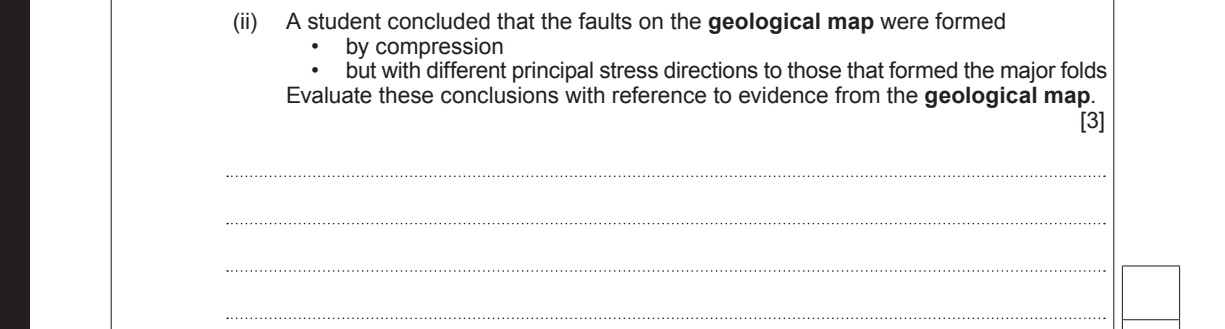 (ii) A student concluded that the faults on the geological map were formed
• by compression
• but with different principal stress directions to those that formed the major folds
Evaluate these conclusions with reference to evidence from the geological map.
[3]